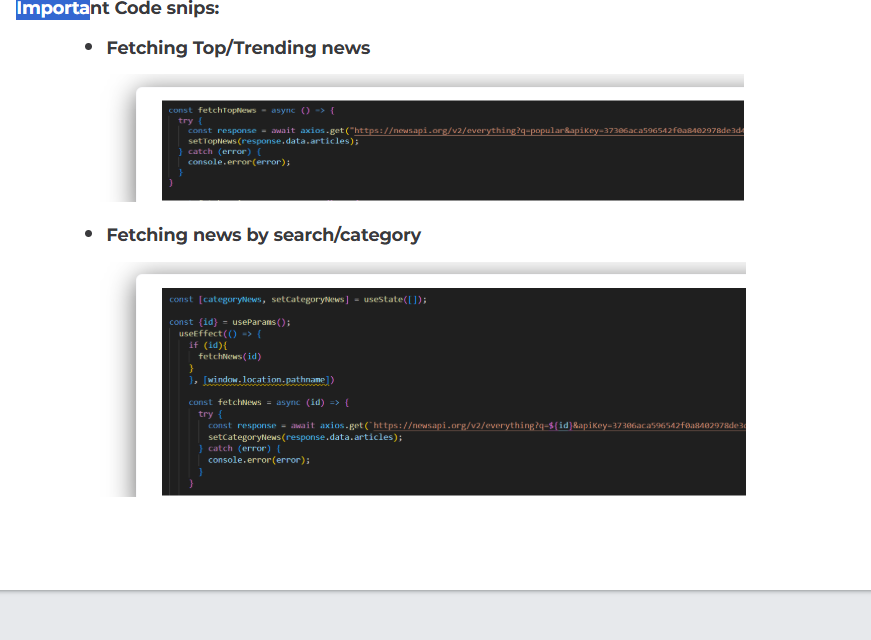 Important Code snips:
Fetching Top/Trending news
const fetchTopNews = async () => {
try {
const response = await axios.get("https://newsapi.org/v2/everything?q=popular&apiKey=
setTopNews(response.data.articles);
} catch (error) {
console.error(error);
}
}
Fetching news by search/category
const [categoryNews, setCategoryNews] = useState([]);
const {id} = useParams();
useEffect(() => {
if (id){
fetchNews(id)
}
}, [window.location.pathname])
const fetchNews = async (id) => {
try {
const response = await axios.get(`https://newsapi.org/v2/everything?q=${id}&apiKey=
setCategoryNews(response.data.articles);
} catch (error) {
console.error(error);
}
}